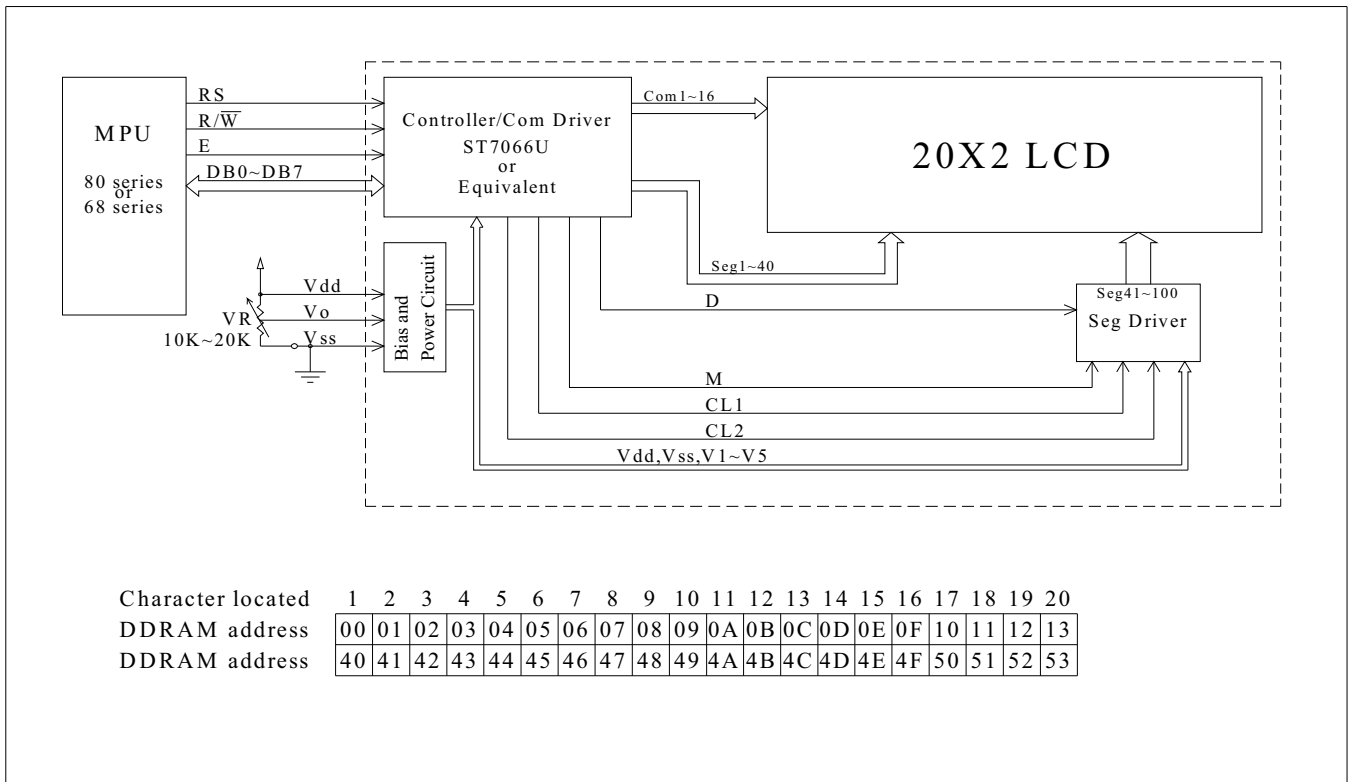 MPU
80 series
or
68 series
RS
R/W̅
E
DB0~DB7
Controller/Com Driver
ST7066U
or
Equivalent
Com1~16
20X2 LCD
Seg1~40
Seg41~100
Seg Driver
D
Vdd
Vo
Vss
VR
10K~20K
Bias and
Power Circuit
M
CL1
CL2
Vdd,Vss,V1~V5
Character located 1 2 3 4 5 6 7 8 9 10 11 12 13 14 15 16 17 18 19 20
DDRAM address 00 01 02 03 04 05 06 07 08 09 0A 0B 0C 0D 0E 0F 10 11 12 13
DDRAM address 40 41 42 43 44 45 46 47 48 49 4A 4B 4C 4D 4E 4F 50 51 52 53